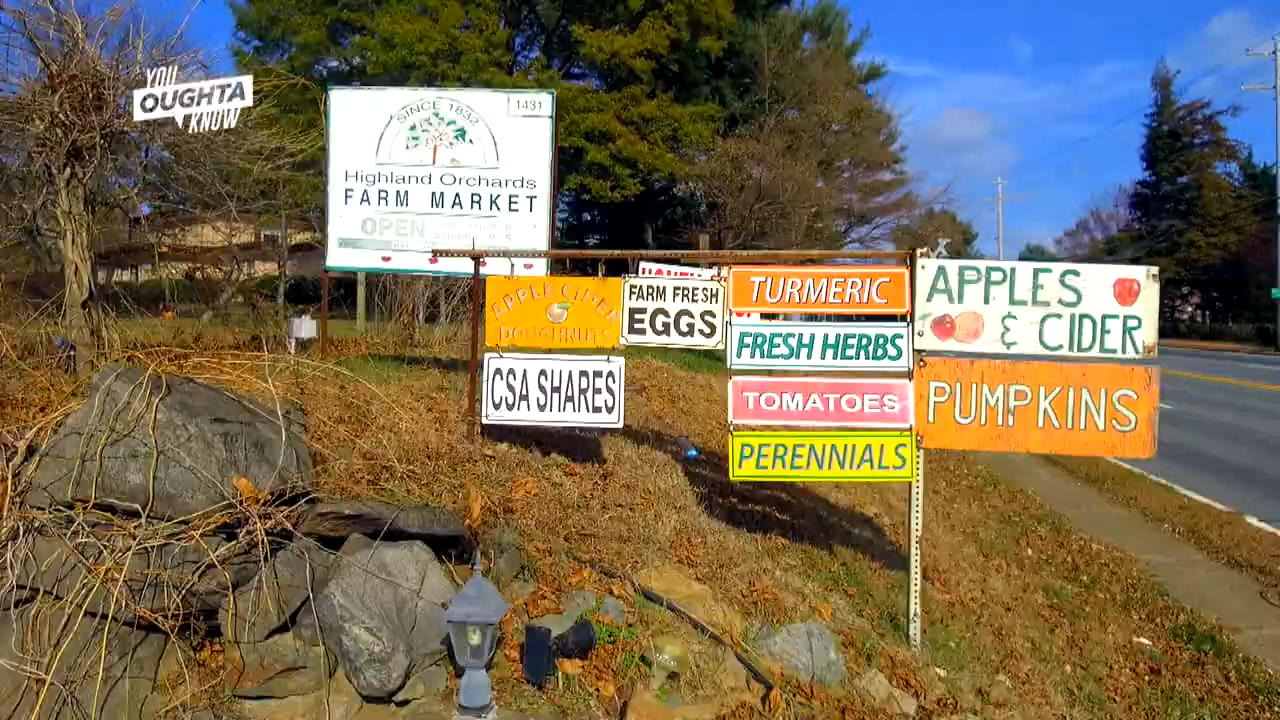 YOU
OUGHTA
KNOW
1431
SINCE 1832
Highland Orchards
FARM MARKET
OPEN
APPLE CIDER
DOUGHNUTS
FARM FRESH
EGGS
CSA SHARES
TURMERIC
FRESH HERBS
TOMATOES
PERENNIALS
APPLES
& CIDER
PUMPKINS